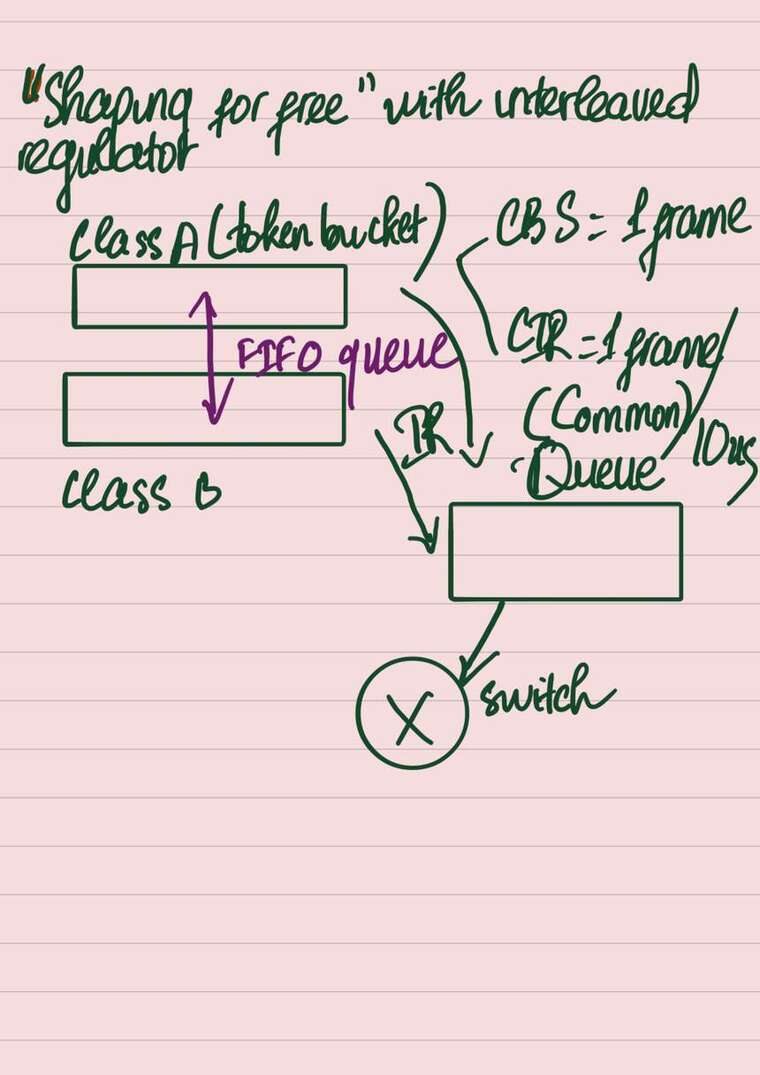 "Shaping for free" with interleaved
regulator
Class A (token bucket)
CBS = 1 frame
CIR = 1 frame / 10us
FIFO queue
Class B
IR
(Common)
Queue
X
switch